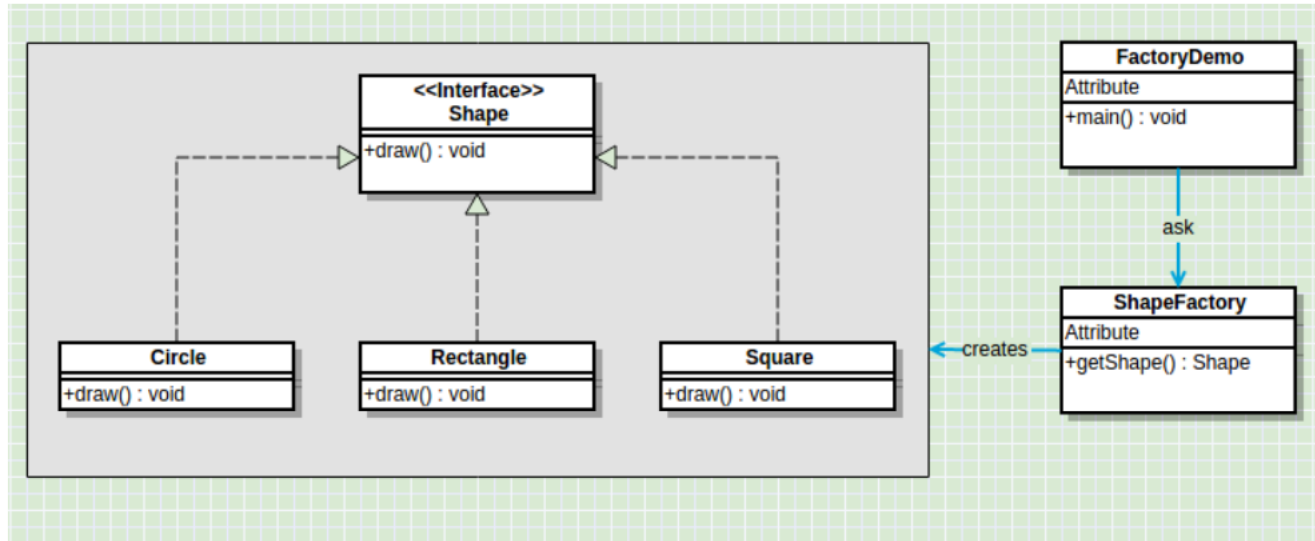 <<Interface>>
Shape
+draw() : void
Circle
+draw() : void
Rectangle
+draw() : void
Square
+draw() : void
FactoryDemo
Attribute
+main() : void
ask
ShapeFactory
Attribute
+getShape() : Shape
creates